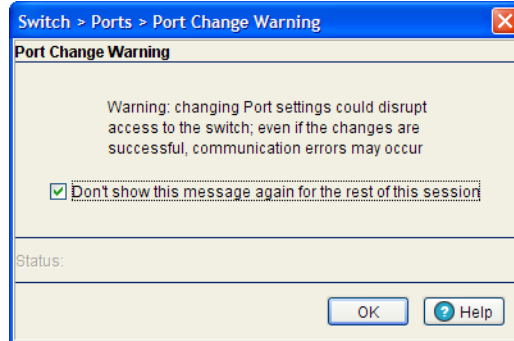 Switch > Ports > Port Change Warning
Port Change Warning
Warning: changing Port settings could disrupt
access to the switch; even if the changes are
successful, communication errors may occur
Don't show this message again for the rest of this session
Status:
OK
Help